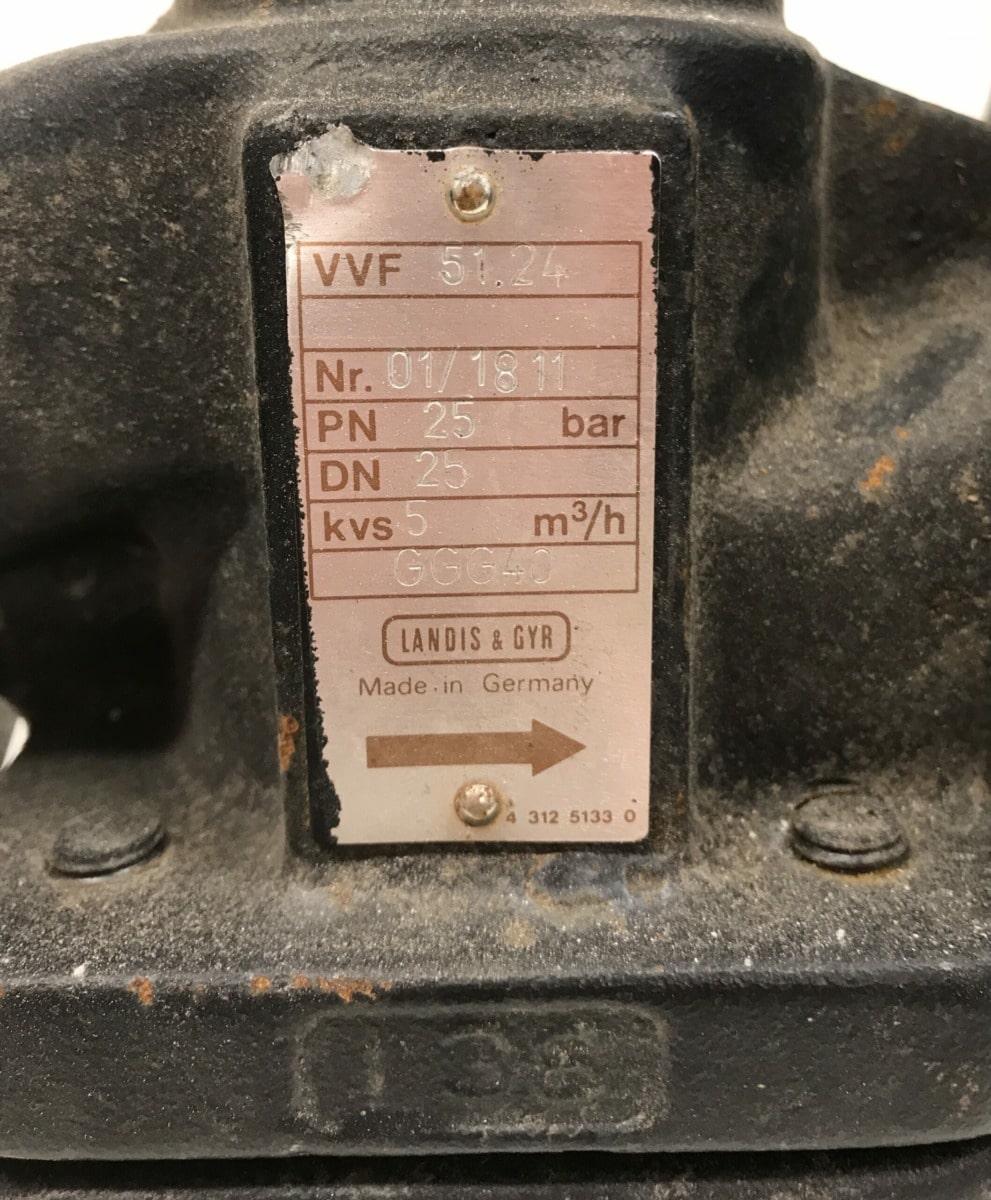 VVF 51.24
Nr. 01/1811
PN 25 bar
DN 25
kvs 5 m³/h
GGG40
LANDIS & GYR
Made in Germany
4 312 5133 0